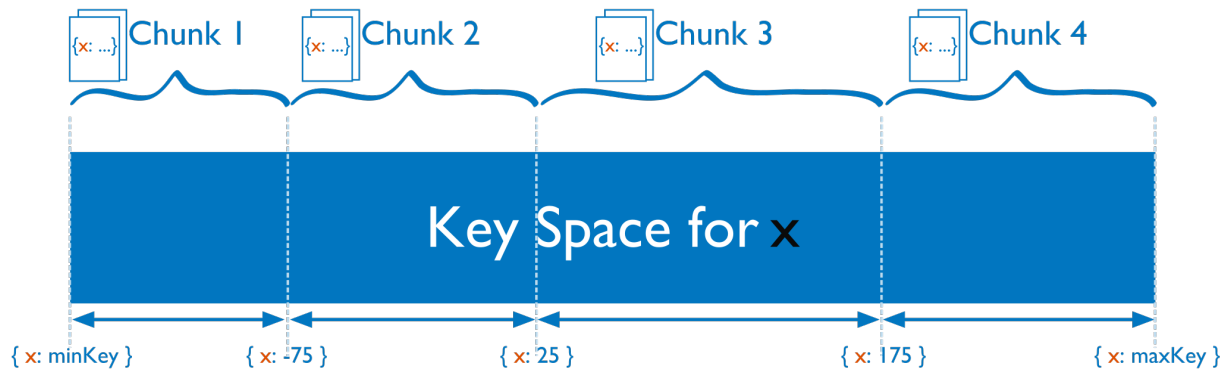 {x: ...} Chunk 1
{x: ...} Chunk 2
{x: ...} Chunk 3
{x: ...} Chunk 4
Key Space for x
{ x: minKey }
{ x: -75 }
{ x: 25 }
{ x: 175 }
{ x: maxKey }